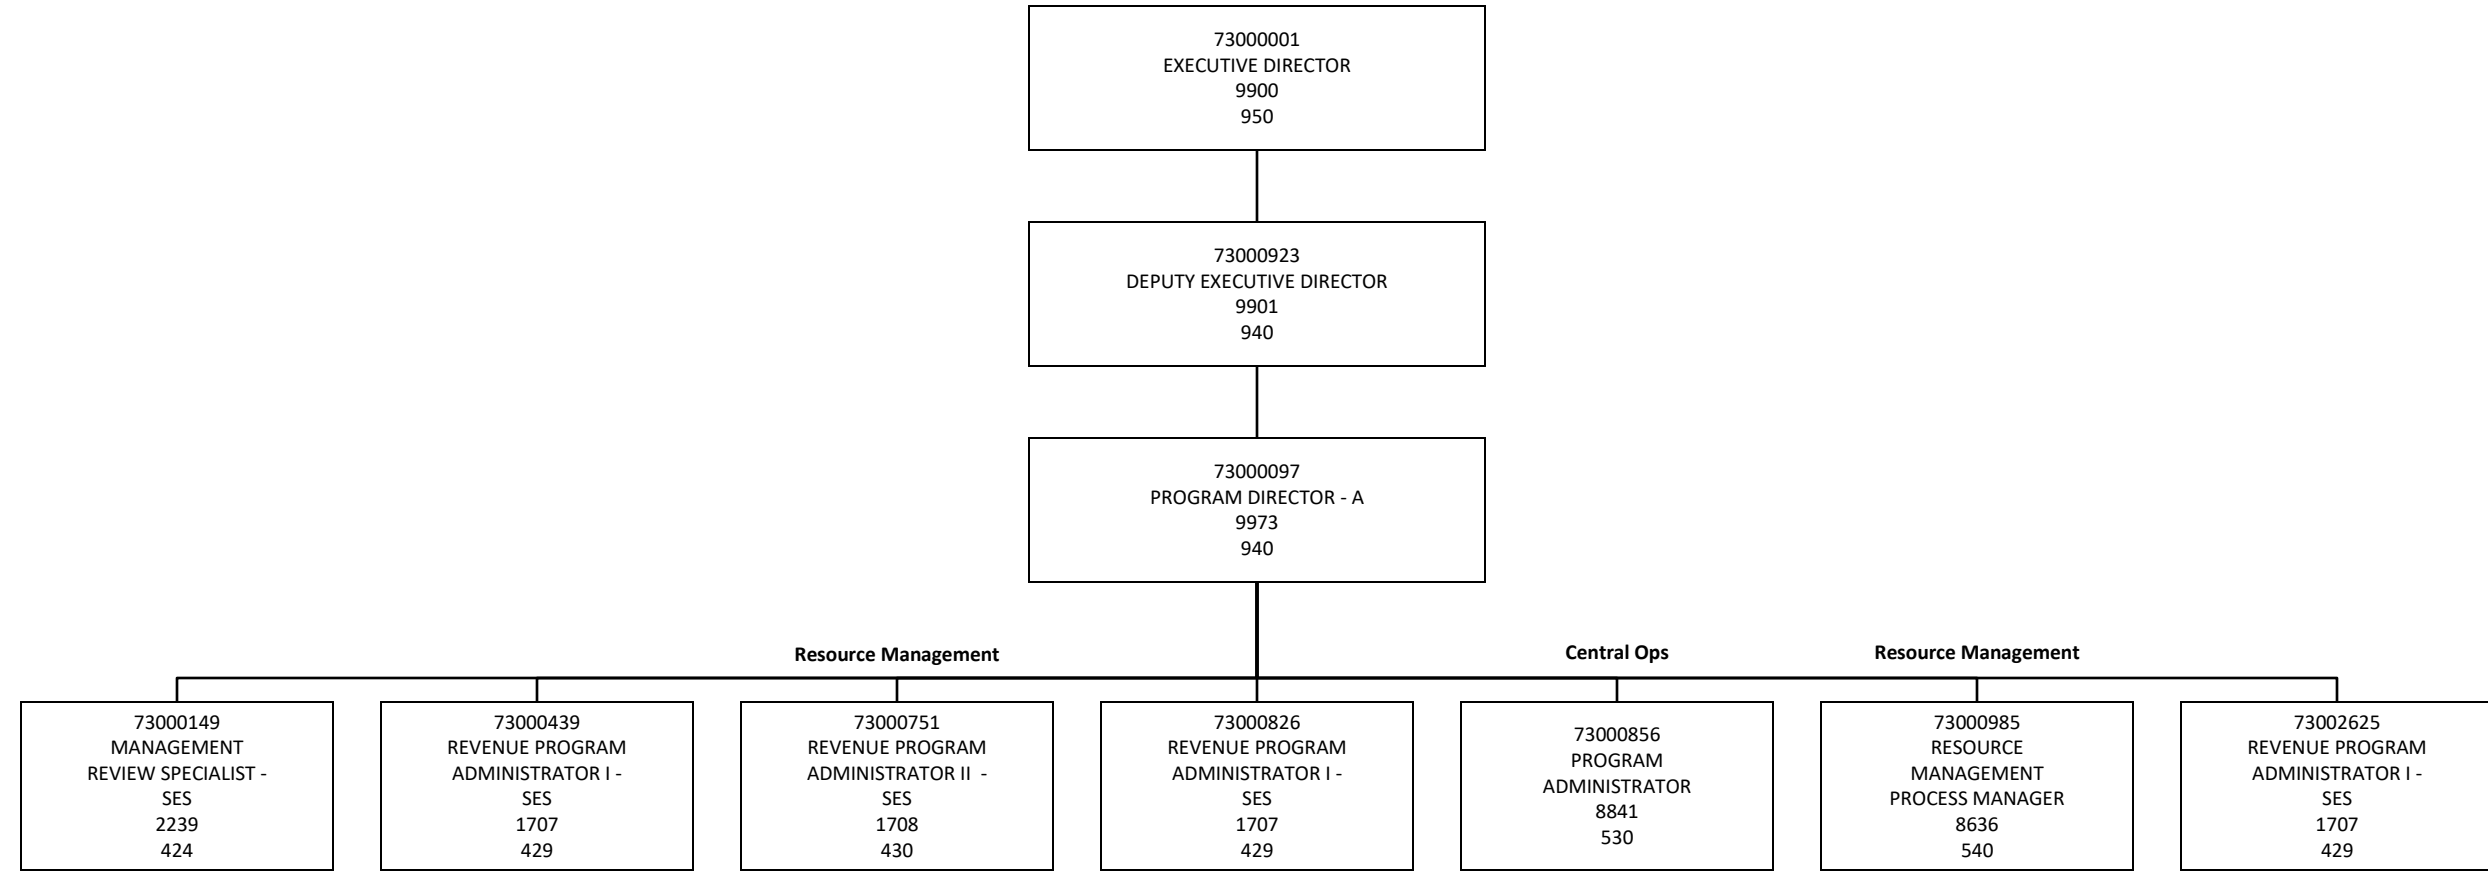 73000001
EXECUTIVE DIRECTOR
9900
950
73000923
DEPUTY EXECUTIVE DIRECTOR
9901
940
73000097
PROGRAM DIRECTOR - A
9973
940
Resource Management
Central Ops
Resource Management
73000149
MANAGEMENT
REVIEW SPECIALIST -
SES
2239
424
73000439
REVENUE PROGRAM
ADMINISTRATOR I -
SES
1707
429
73000751
REVENUE PROGRAM
ADMINISTRATOR II -
SES
1708
430
73000826
REVENUE PROGRAM
ADMINISTRATOR I -
SES
1707
429
73000856
PROGRAM
ADMINISTRATOR
8841
530
73000985
RESOURCE
MANAGEMENT
PROCESS MANAGER
8636
540
73002625
REVENUE PROGRAM
ADMINISTRATOR I -
SES
1707
429